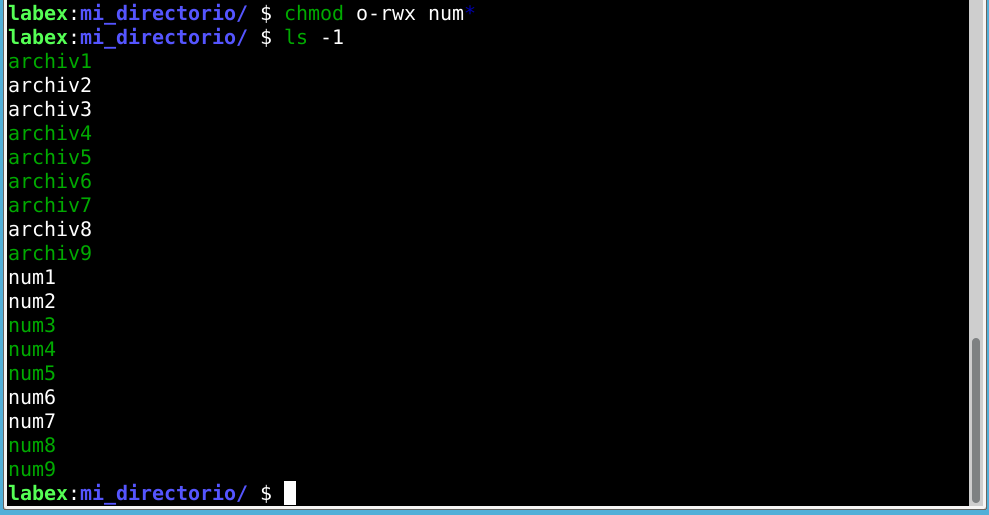 labex:mi_directorio/ $ chmod o-rwx num*
labex:mi_directorio/ $ ls -1
archiv1
archiv2
archiv3
archiv4
archiv5
archiv6
archiv7
archiv8
archiv9
num1
num2
num3
num4
num5
num6
num7
num8
num9
labex:mi_directorio/ $